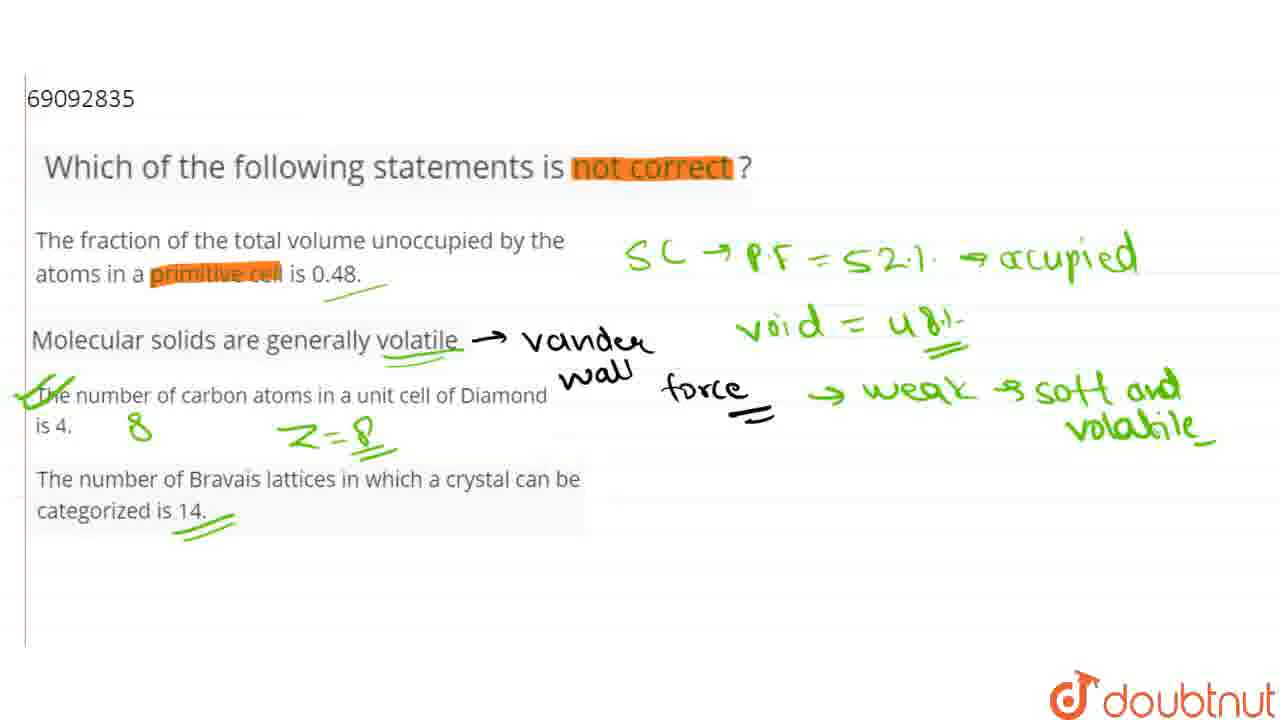 69092835
Which of the following statements is not correct ?
The fraction of the total volume unoccupied by the
atoms in a primitive cell is 0.48.
SC → P.F = 52.1. → occupied
void = 48%
Molecular solids are generally volatile → vander
wall force → weak → soft and
volatile
The number of carbon atoms in a unit cell of Diamond
is 4. 8 Z = 8
The number of Bravais lattices in which a crystal can be
categorized is 14.
doubtnut